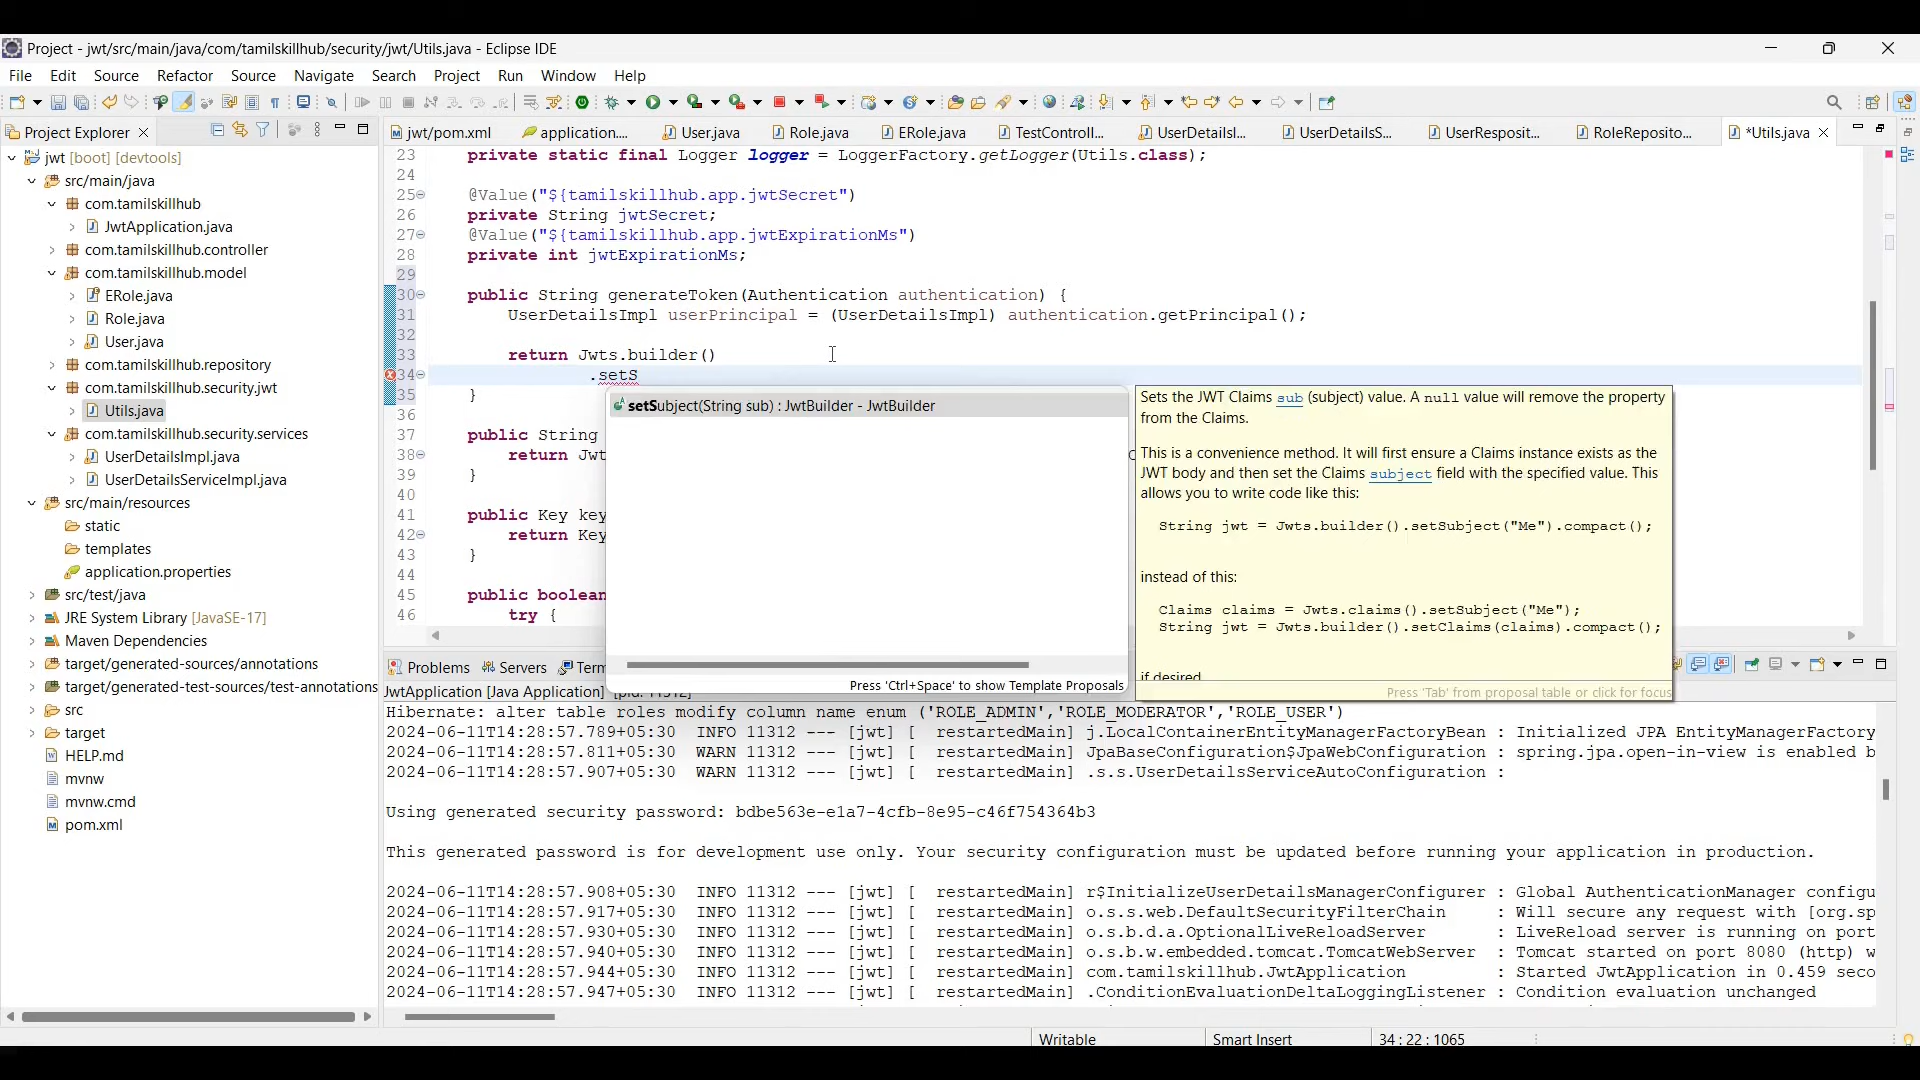 Project - jwt/src/main/java/com/tamilskillhub/security/jwt/Utils.java - Eclipse IDE
File Edit Source Refactor Source Navigate Search Project Run Window Help
Project Explorer
jwt/pom.xml application.... User.java Role.java ERole.java TestControll... UserDetailsI... UserDetailsS... UserResposit... RoleReposito... *Utils.java
jwt [boot] [devtools]
src/main/java
com.tamilskillhub
JwtApplication.java
com.tamilskillhub.controller
com.tamilskillhub.model
ERole.java
Role.java
User.java
com.tamilskillhub.repository
com.tamilskillhub.security.jwt
Utils.java
com.tamilskillhub.security.services
UserDetailsImpl.java
UserDetailsServiceImpl.java
src/main/resources
static
templates
application.properties
src/test/java
JRE System Library [JavaSE-17]
Maven Dependencies
target/generated-sources/annotations
target/generated-test-sources/test-annotations
src
target
HELP.md
mvnw
mvnw.cmd
pom.xml
23 private static final Logger logger = LoggerFactory.getLogger(Utils.class);
24
25 @Value("${tamilskillhub.app.jwtSecret")
26 private String jwtSecret;
27 @Value("${tamilskillhub.app.jwtExpirationMs")
28 private int jwtExpirationMs;
29
30 public String generateToken(Authentication authentication) {
31 UserDetailsImpl userPrincipal = (UserDetailsImpl) authentication.getPrincipal();
32
33 return Jwts.builder()
34 .setS
35 }
36
37 public String
38 return Jwt
39 }
40
41 public Key key
42 return Key
43 }
44
45 public boolean
46 try {
setSubject(String sub) : JwtBuilder - JwtBuilder
Press 'Ctrl+Space' to show Template Proposals
Sets the JWT Claims sub (subject) value. A null value will remove the property
from the Claims.
This is a convenience method. It will first ensure a Claims instance exists as the
JWT body and then set the Claims subject field with the specified value. This
allows you to write code like this:
String jwt = Jwts.builder().setSubject("Me").compact();
instead of this:
Claims claims = Jwts.claims().setSubject("Me");
String jwt = Jwts.builder().setClaims(claims).compact();
if desired.
Press 'Tab' from proposal table or click for focus
Problems Servers Term
JwtApplication [Java Application] [pid: 11312]
Hibernate: alter table roles modify column name enum ('ROLE_ADMIN','ROLE_MODERATOR','ROLE_USER')
2024-06-11T14:28:57.789+05:30 INFO 11312 --- [jwt] [ restartedMain] j.LocalContainerEntityManagerFactoryBean : Initialized JPA EntityManagerFactory
2024-06-11T14:28:57.811+05:30 WARN 11312 --- [jwt] [ restartedMain] JpaBaseConfiguration$JpaWebConfiguration : spring.jpa.open-in-view is enabled b
2024-06-11T14:28:57.907+05:30 WARN 11312 --- [jwt] [ restartedMain] .s.s.UserDetailsServiceAutoConfiguration :
Using generated security password: bdbe563e-e1a7-4cfb-8e95-c46f754364b3
This generated password is for development use only. Your security configuration must be updated before running your application in production.
2024-06-11T14:28:57.908+05:30 INFO 11312 --- [jwt] [ restartedMain] r$InitializeUserDetailsManagerConfigurer : Global AuthenticationManager configu
2024-06-11T14:28:57.917+05:30 INFO 11312 --- [jwt] [ restartedMain] o.s.s.web.DefaultSecurityFilterChain : Will secure any request with [org.sp
2024-06-11T14:28:57.930+05:30 INFO 11312 --- [jwt] [ restartedMain] o.s.b.d.a.OptionalLiveReloadServer : LiveReload server is running on port
2024-06-11T14:28:57.940+05:30 INFO 11312 --- [jwt] [ restartedMain] o.s.b.w.embedded.tomcat.TomcatWebServer : Tomcat started on port 8080 (http) w
2024-06-11T14:28:57.944+05:30 INFO 11312 --- [jwt] [ restartedMain] com.tamilskillhub.JwtApplication : Started JwtApplication in 0.459 seco
2024-06-11T14:28:57.947+05:30 INFO 11312 --- [jwt] [ restartedMain] .ConditionEvaluationDeltaLoggingListener : Condition evaluation unchanged
Writable Smart Insert 34 : 22 : 1065